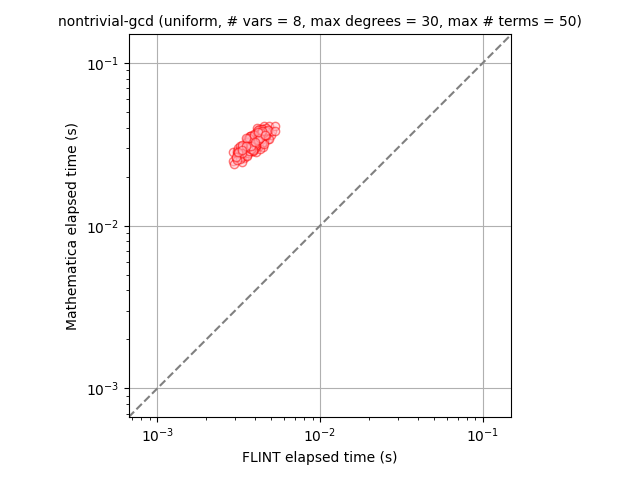 nontrivial-gcd (uniform, # vars = 8, max degrees = 30, max # terms = 50)
Mathematica elapsed time (s)
10⁻¹
10⁻²
10⁻³
10⁻³ 10⁻² 10⁻¹
FLINT elapsed time (s)